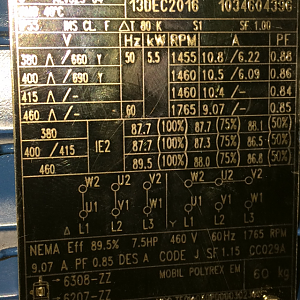 13DEC2016 1034604396
40°C
INS CL. F △T 80 K S1 SF 1.00
V Hz kW RPM A PF
380 △ / 660 Y 50 5.5 1455 10.8/6.22 0.86
400 △ / 690 Y 1460 10.5/6.09 0.86
415 △ /- 1460 10.4/- 0.84
460 △ /- 60 1765 9.07/- 0.85
380 87.7 (100%) 87.7 (75%) 88.1 (50%)
400 / 415 IE2 87.7 (100%) 87.3 (75%) 86.5 (50%)
460 89.5 (100%) 88.0 (75%) 86.8 (50%)
W2 U2 V2 W2 U2 V2
U1 V1 W1 U1 V1 W1
△ L1 L2 L3 Y L1 L2 L3
NEMA Eff 89.5% 7.5HP 460 V 60Hz 1765 RPM
9.07 A PF 0.85 DES A CODE J SF 1.15 CC029A
6308-ZZ MOBIL POLYREX EM 60 kg
6207-ZZ